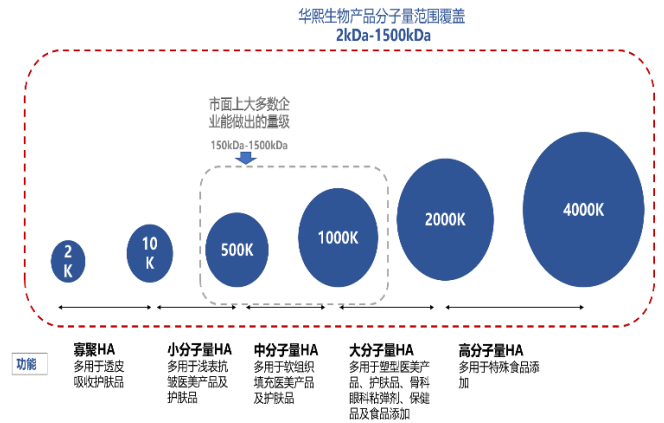 华熙生物产品分子量范围覆盖
2kDa-1500kDa
市面上大多数企
业能做出的量级
150kDa-1500kDa
2
K
10
K
500K
1000K
2000K
4000K
功能
寡聚HA
多用于透皮
吸收护肤品
小分子量HA
多用于浅表抗
皱医美产品及
护肤品
中分子量HA
多用于软组织
填充医美产品
及护肤品
大分子量HA
多用于塑型医美产
品、护肤品、骨科
眼科粘弹剂、保健
品及食品添加
高分子量HA
多用于特殊食品添
加